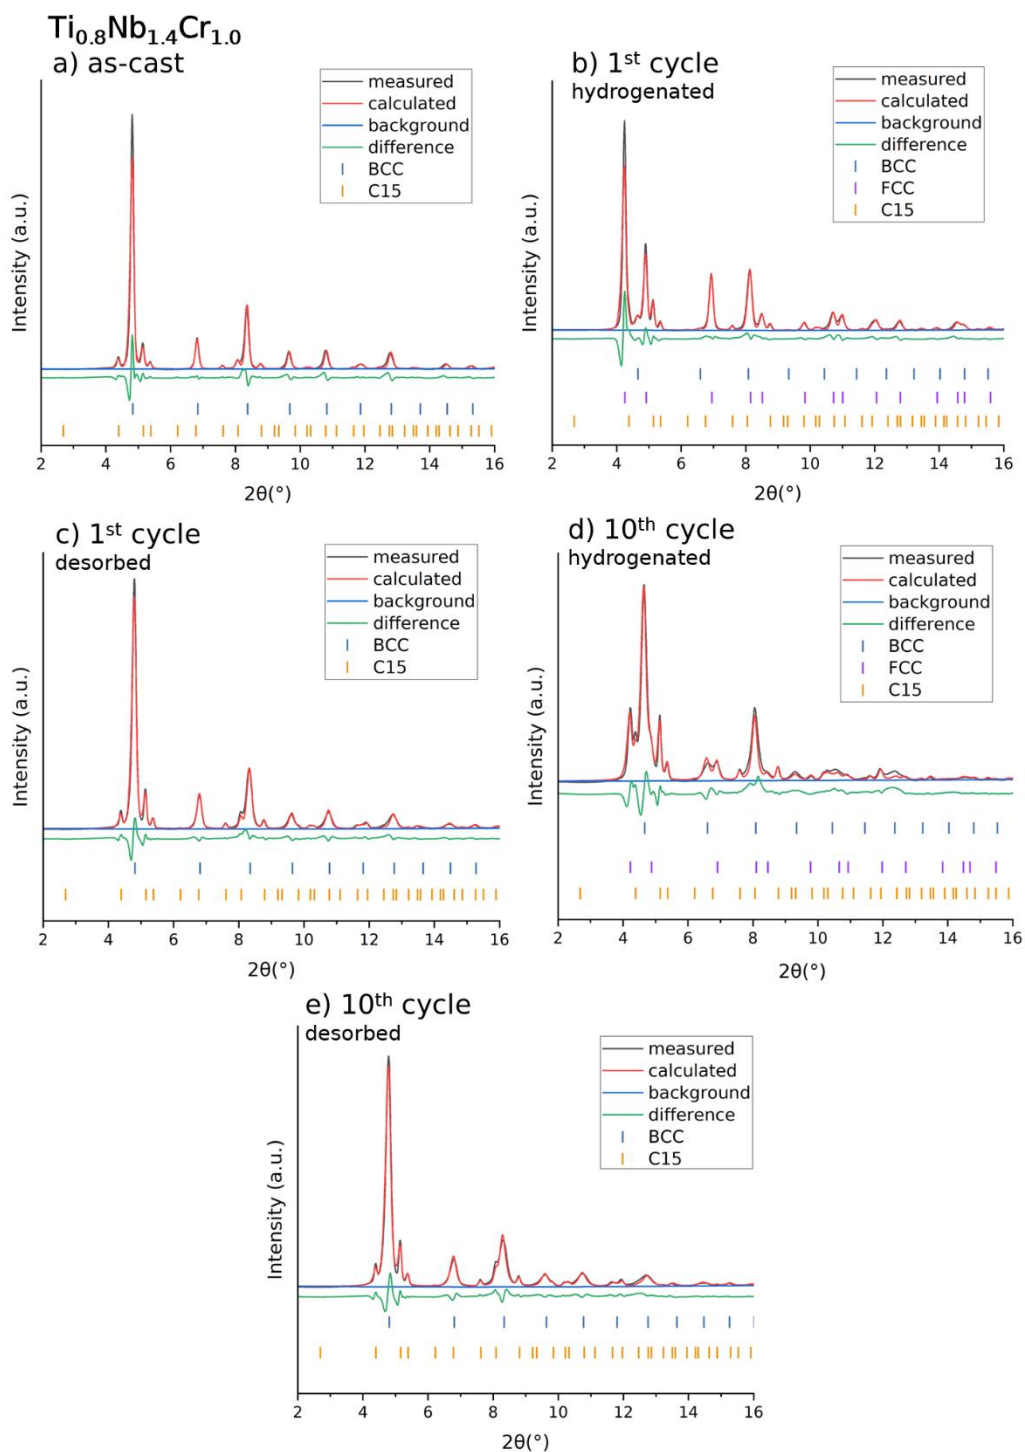 Ti0.8Nb1.4Cr1.0
a) as-cast
measured
calculated
background
difference
BCC
C15
Intensity (a.u.)
2 4 6 8 10 12 14 16
2θ(°)
b) 1st cycle
hydrogenated
measured
calculated
background
difference
BCC
FCC
C15
Intensity (a.u.)
2 4 6 8 10 12 14 16
2θ(°)
c) 1st cycle
desorbed
measured
calculated
background
difference
BCC
C15
Intensity (a.u.)
2 4 6 8 10 12 14 16
2θ(°)
d) 10th cycle
hydrogenated
measured
calculated
background
difference
BCC
FCC
C15
Intensity (a.u.)
2 4 6 8 10 12 14 16
2θ(°)
e) 10th cycle
desorbed
measured
calculated
background
difference
BCC
C15
Intensity (a.u.)
2 4 6 8 10 12 14 16
2θ(°)